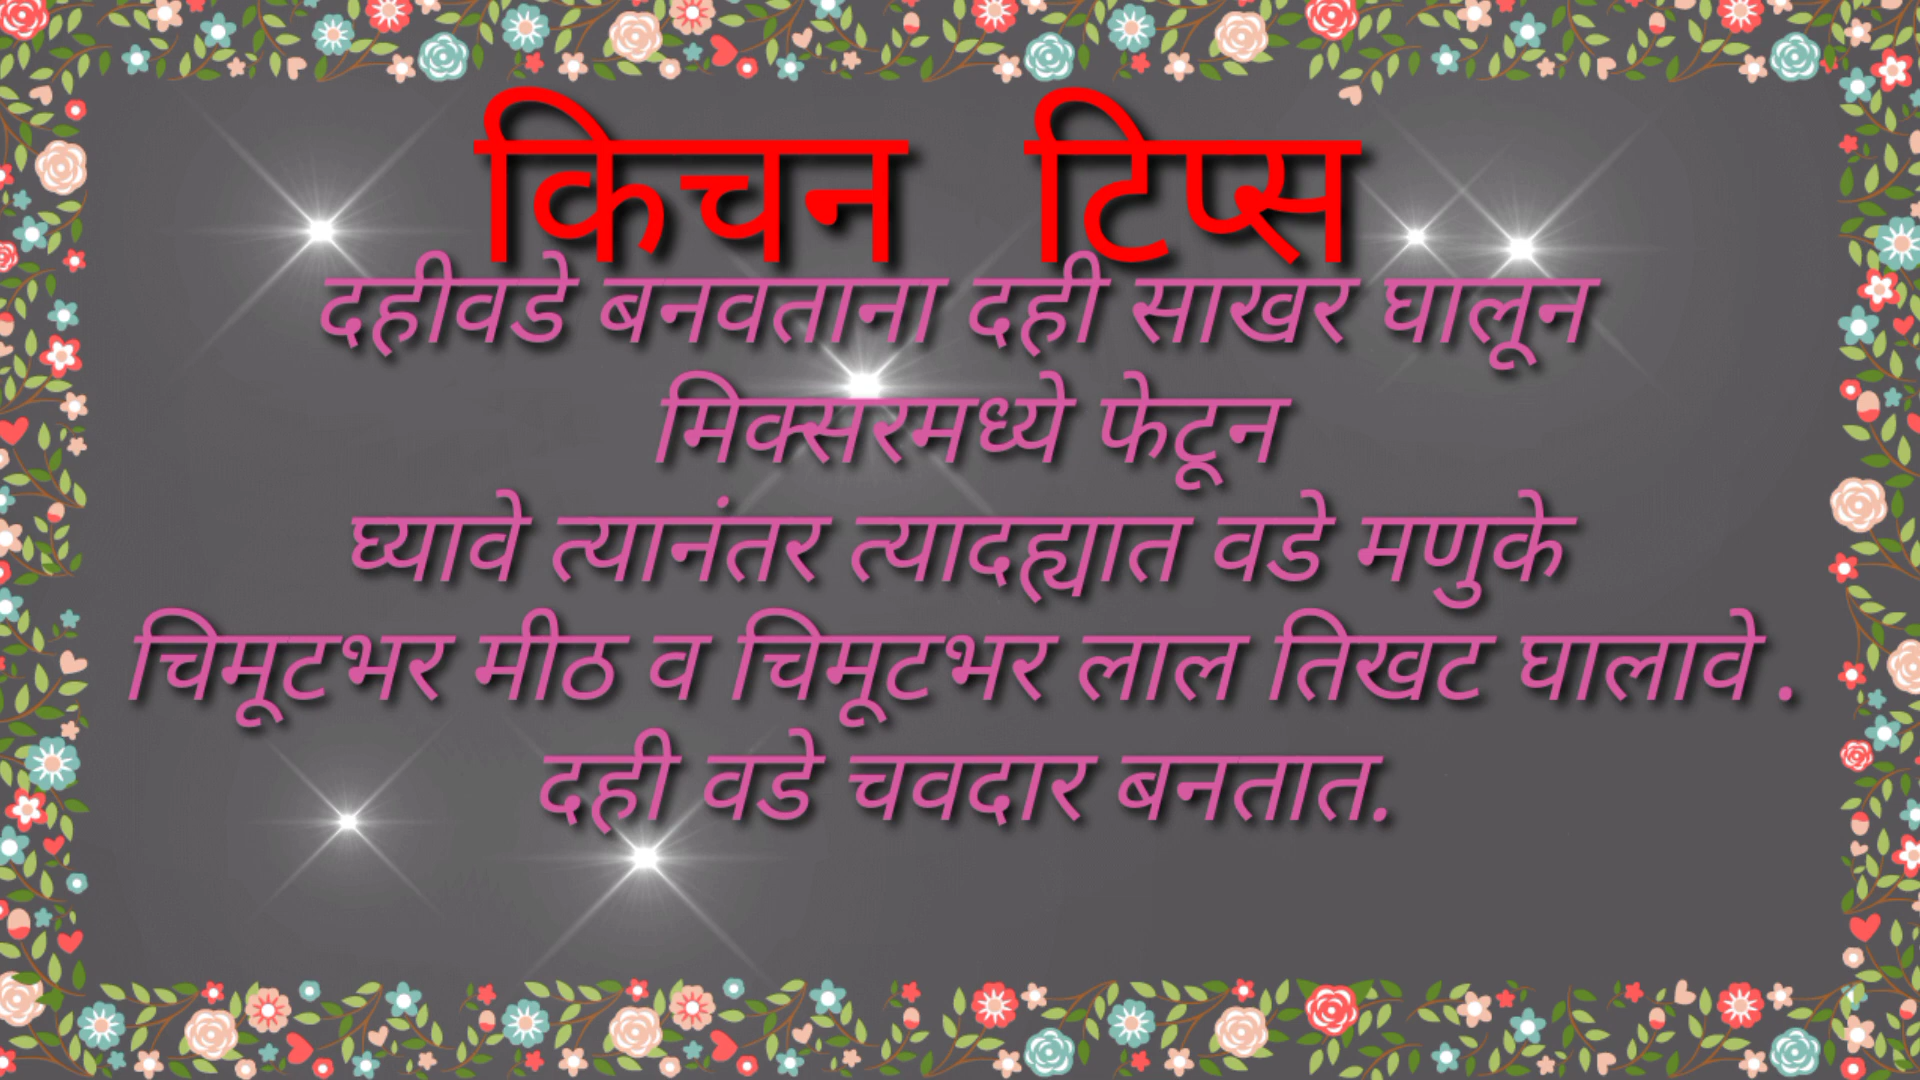 किचन टिप्स
दहीवडे बनवताना दही साखर घालून
मिक्सरमध्ये फेटून
घ्यावे त्यानंतर त्यादह्यात वडे मणुके
चिमूटभर मीठ व चिमूटभर लाल तिखट घालावे .
दही वडे चवदार बनतात.